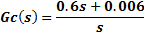 Gc(s) = 0.6s + 0.006
s